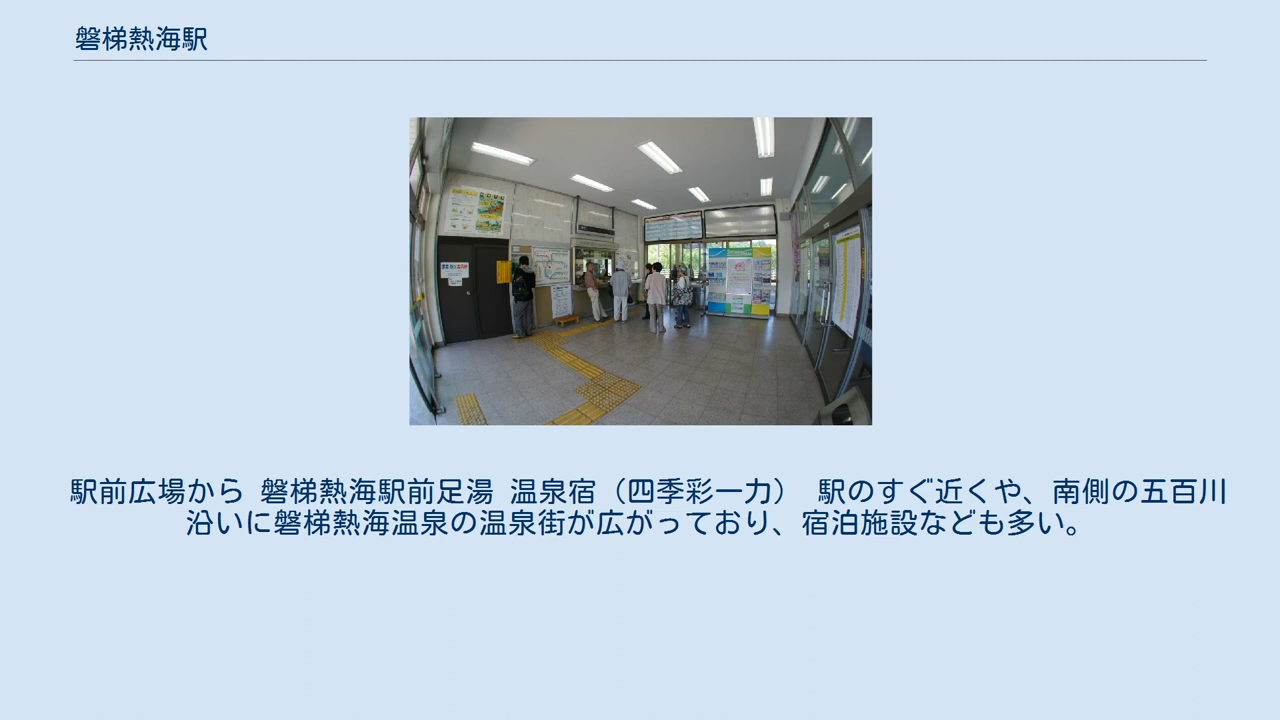 磐梯熱海駅
駅前広場から 磐梯熱海駅前足湯 温泉宿（四季彩一力） 駅のすぐ近くや、南側の五百川
沿いに磐梯熱海温泉の温泉街が広がっており、宿泊施設なども多い。